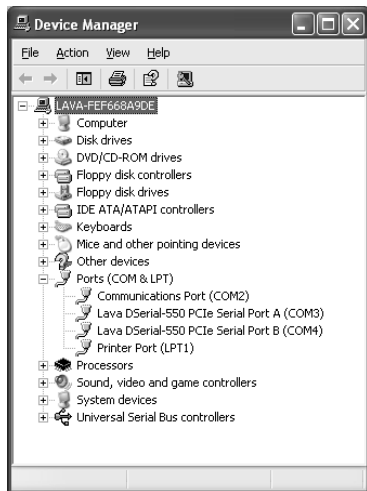 Device Manager
File Action View Help
LAVA-FEF668A9DE
Computer
Disk drives
DVD/CD-ROM drives
Floppy disk controllers
Floppy disk drives
IDE ATA/ATAPI controllers
Keyboards
Mice and other pointing devices
Other devices
Ports (COM & LPT)
Communications Port (COM2)
Lava DSerial-550 PCIe Serial Port A (COM3)
Lava DSerial-550 PCIe Serial Port B (COM4)
Printer Port (LPT1)
Processors
Sound, video and game controllers
System devices
Universal Serial Bus controllers